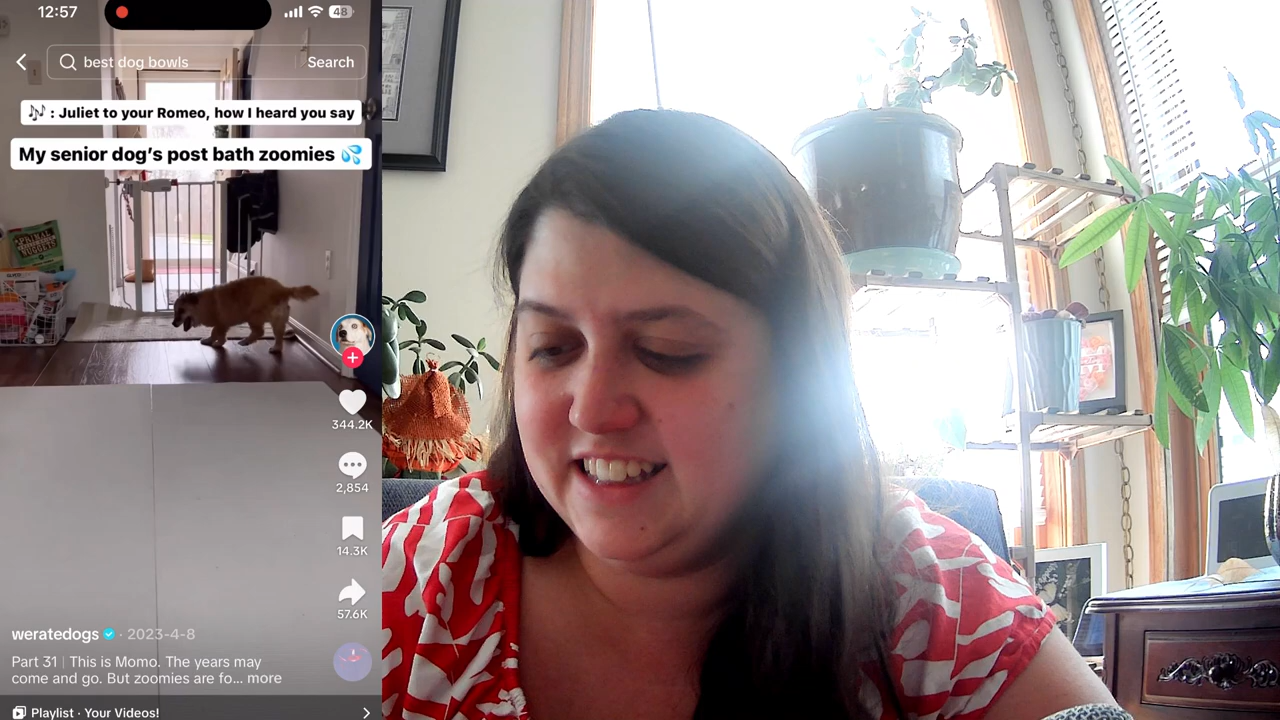 12:57
48
best dog bowls
Search
🎶 : Juliet to your Romeo, how I heard you say
My senior dog's post bath zoomies 💦
PRIMAL
NUGGETS
344.2K
2,854
14.3K
57.6K
weratedogs · 2023-4-8
Part 31 | This is Momo. The years may
come and go. But zoomies are fo... more
Playlist · Your Videos!